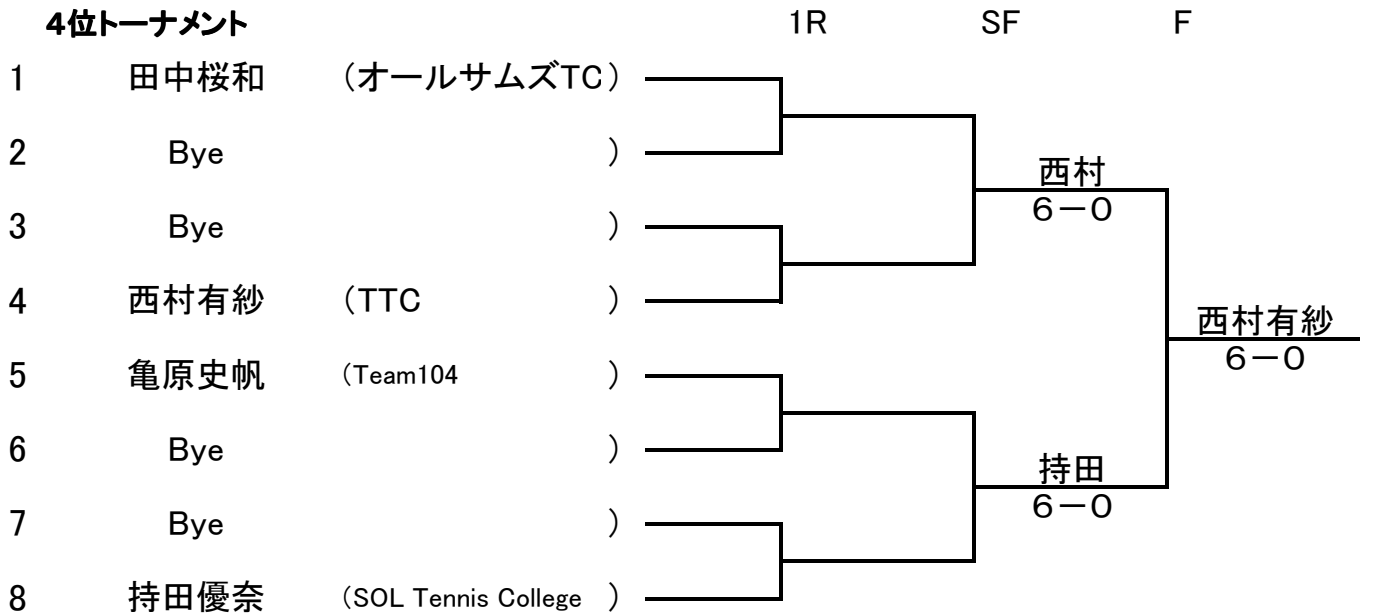 4位トーナメント 1R SF F
1 田中桜和 (オールサムズTC)
2 Bye )
西村
3 Bye )
6-0
4 西村有紗 (TTC )
西村有紗
5 亀原史帆 (Team104 )
6-0
6 Bye )
持田
7 Bye )
6-0
8 持田優奈 (SOL Tennis College )